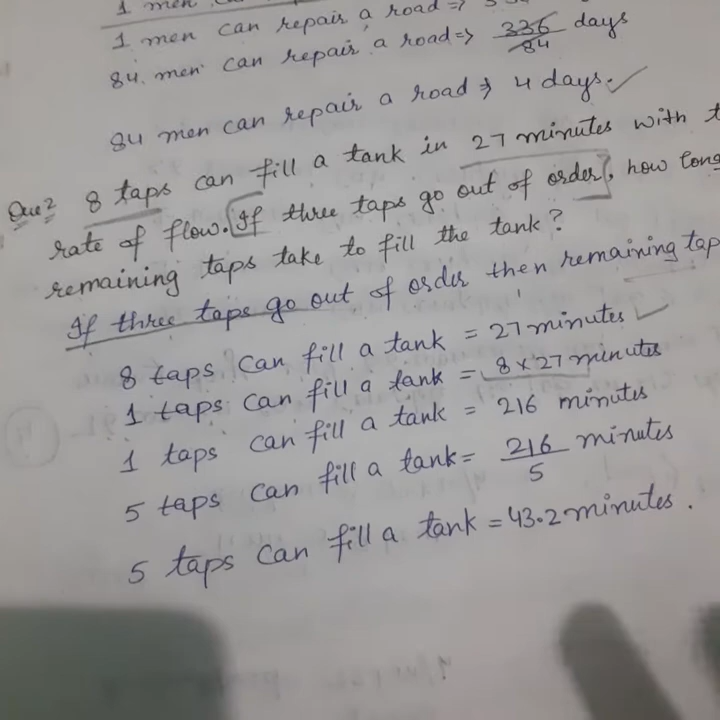 1 men
1 men can repair a road ⇒
84 men can repair a road ⇒ 336/84 days
84 men can repair a road ⇒ 4 days.
Que2 8 taps can fill a tank in 27 minutes with
rate of flow. If three taps go out of order, how long
remaining taps take to fill the tank?
If three taps go out of order then remaining tap
8 taps can fill a tank = 27 minutes
1 taps can fill a tank = 8 x 27 minutes
1 taps can fill a tank = 216 minutes
5 taps can fill a tank = 216/5 minutes
5 taps can fill a tank = 43.2 minutes.